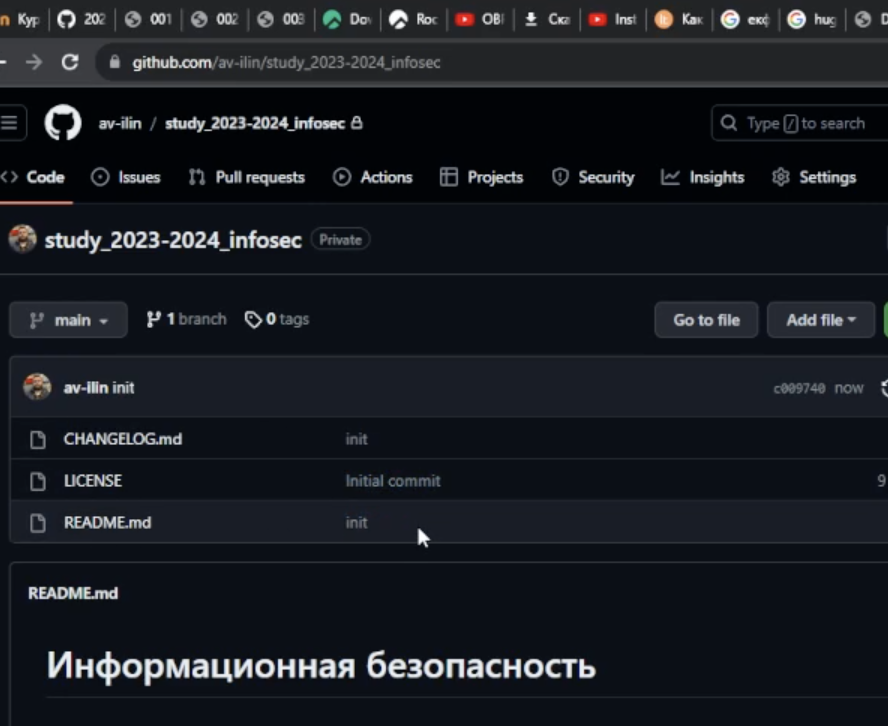 Кур 202 001 002 003 Do Roc OBI Ска Inst Как екф hug
github.com/av-ilin/study_2023-2024_infosec
av-ilin / study_2023-2024_infosec
Type / to search
Code Issues Pull requests Actions Projects Security Insights Settings
study_2023-2024_infosec Private
main 1 branch 0 tags Go to file Add file
av-ilin init c009740 now
CHANGELOG.md init
LICENSE Initial commit 9
README.md init
README.md
Информационная безопасность